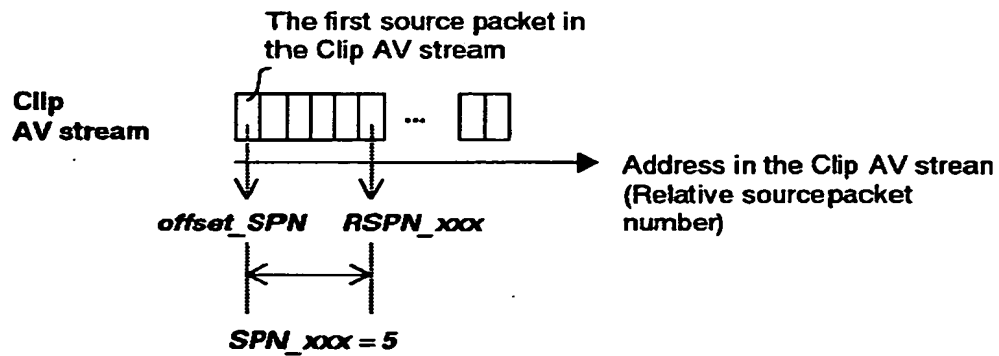 The first source packet in
the Clip AV stream
Clip
AV stream
...
Address in the Clip AV strean
(Relative sourcepacket
number)
offset_SPN RSPN_xxx
SPN_xxx = 5